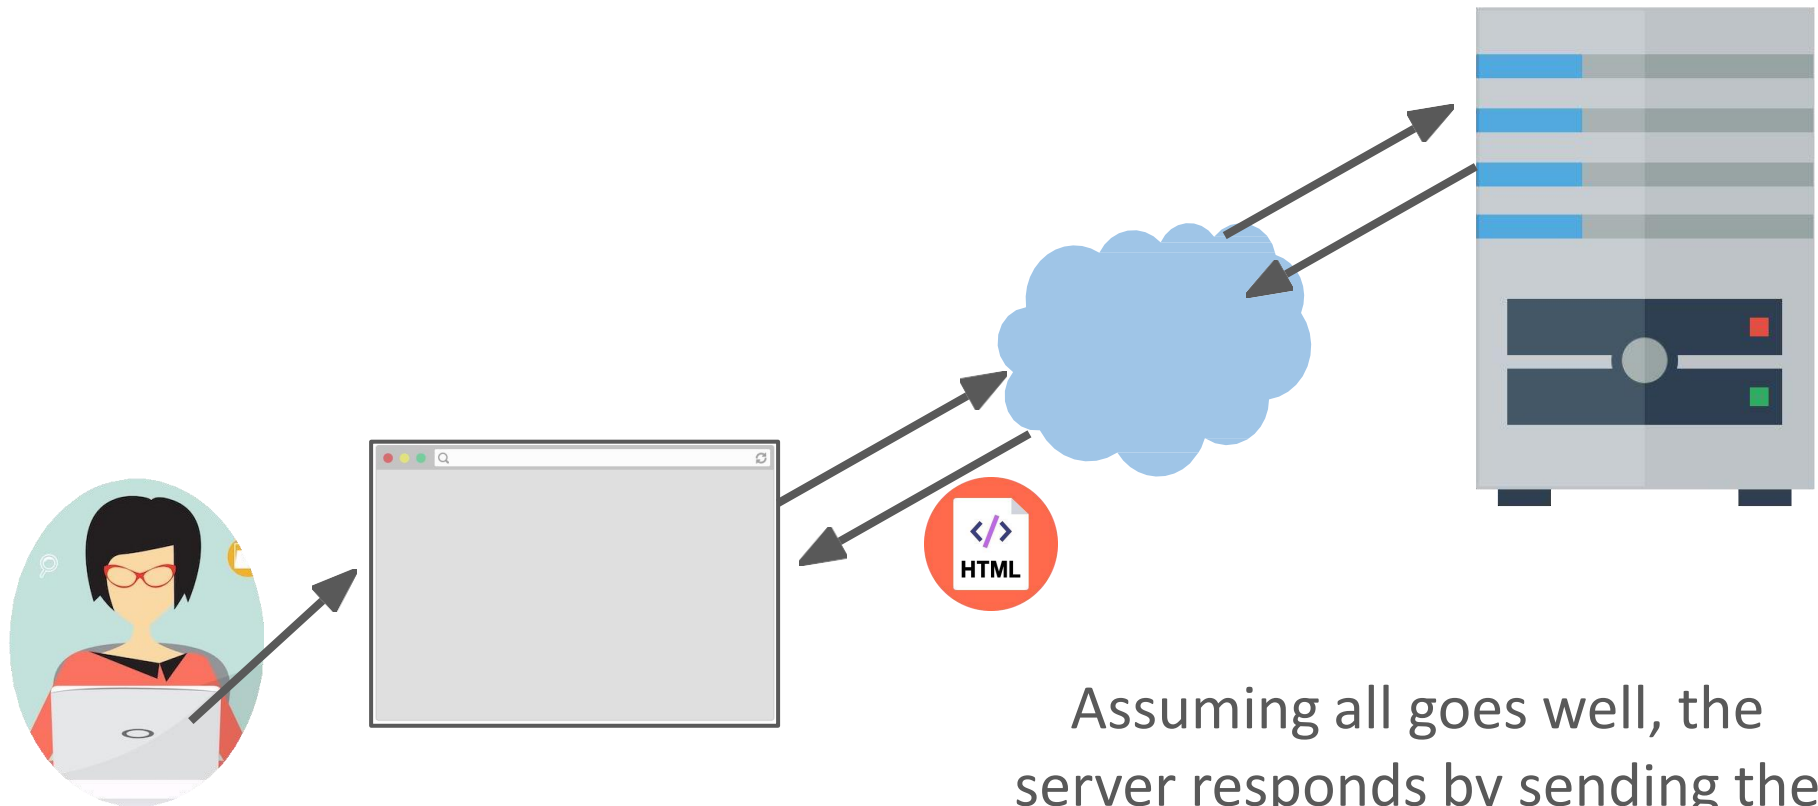 </>
HTML
Assuming all goes well, the
server responds by sending the